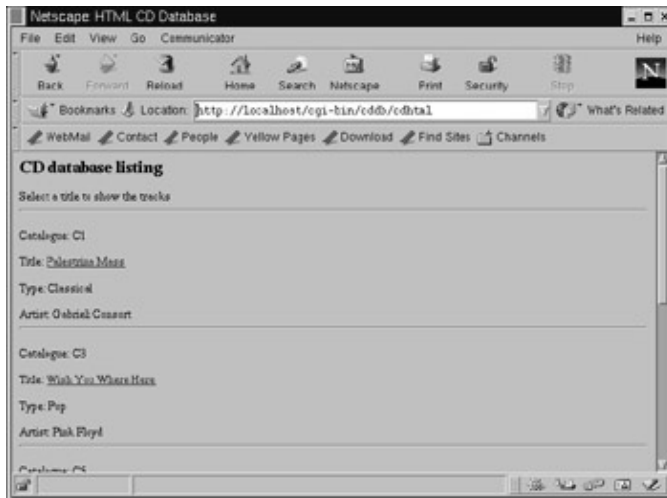 Netscape: HTML CD Database
File Edit View Go Communicator Help
Back Forward Reload Home Search Netscape Print Security Stop
N
Bookmarks Location: http://localhost/cgi-bin/cddb/cdhtml What's Related
WebMail Contact People Yellow Pages Download Find Sites Channels
CD database listing
Select a title to show the tracks
Catalogue: C1
Title: Palestrina Mass
Type: Classical
Artist: Gabrieli Consort
Catalogue: C3
Title: Wish You Where Here
Type: Pop
Artist: Pink Floyd
Catalogue: C5